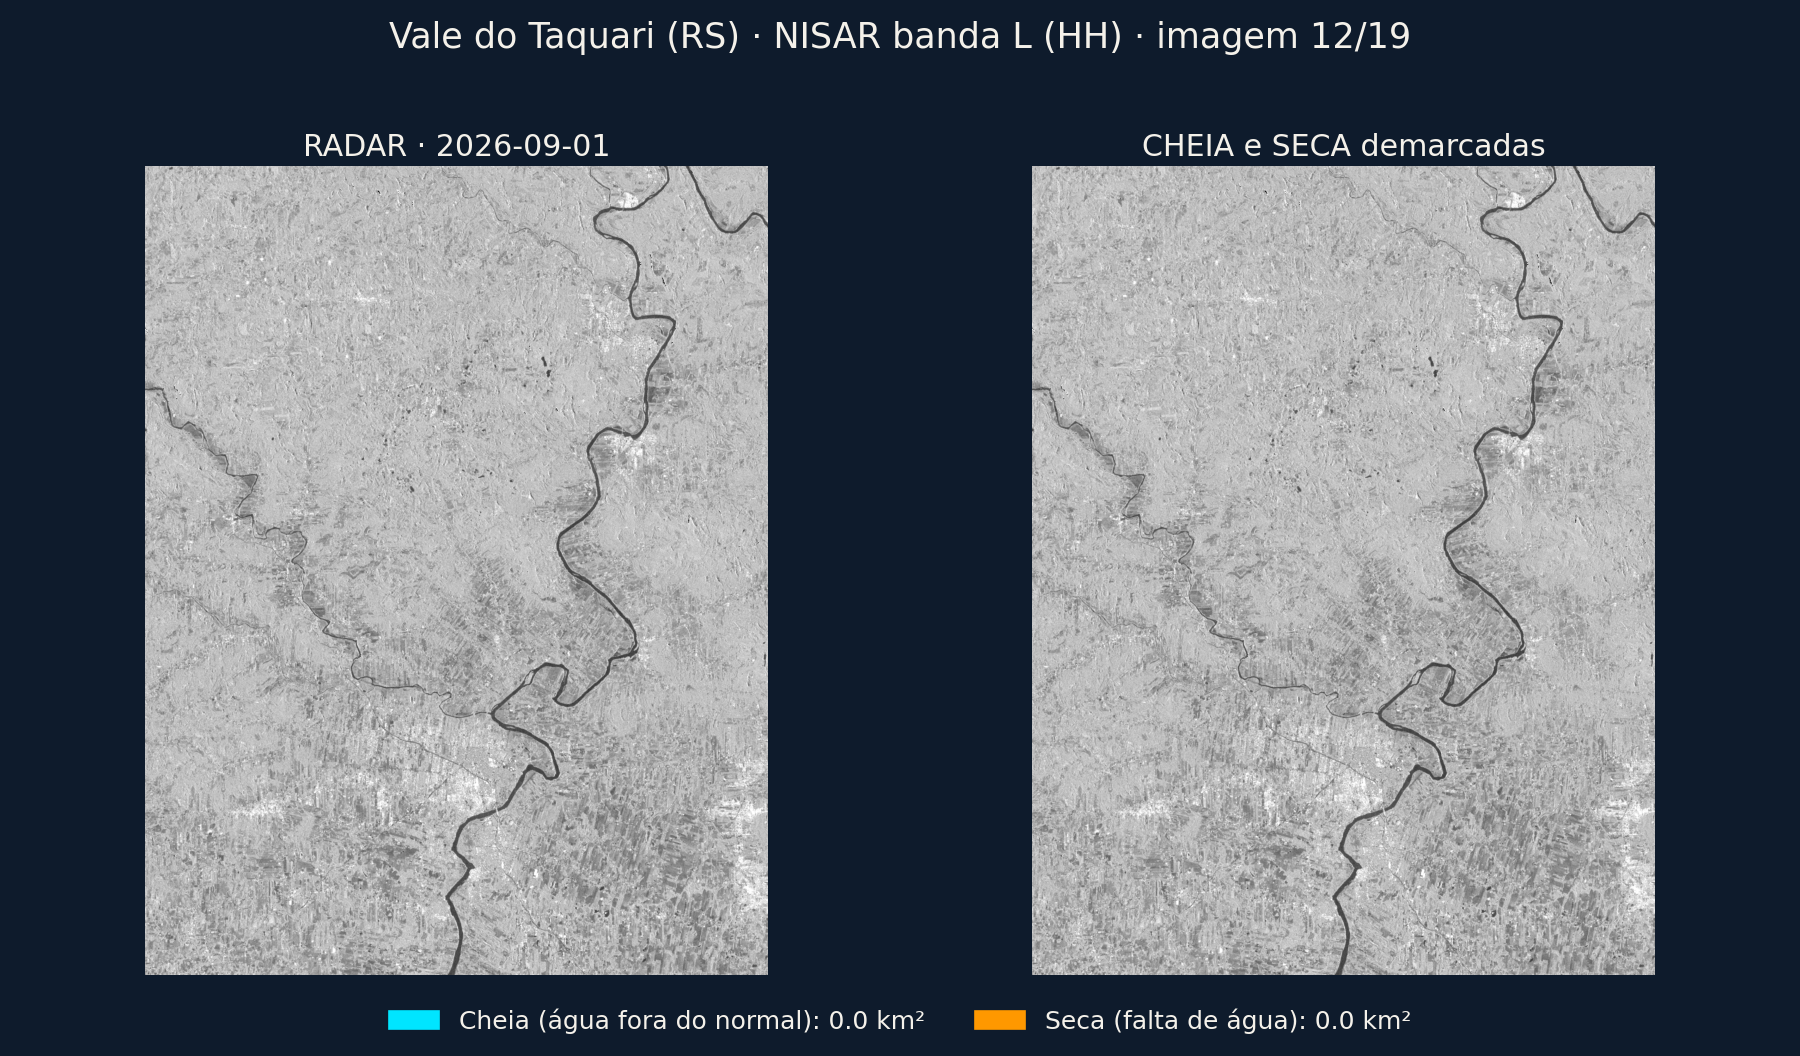 Vale do Taquari (RS) · NISAR banda L (HH) · imagem 12/19
RADAR · 2026-09-01
CHEIA e SECA demarcadas
Cheia (água fora do normal): 0.0 km²
Seca (falta de água): 0.0 km²